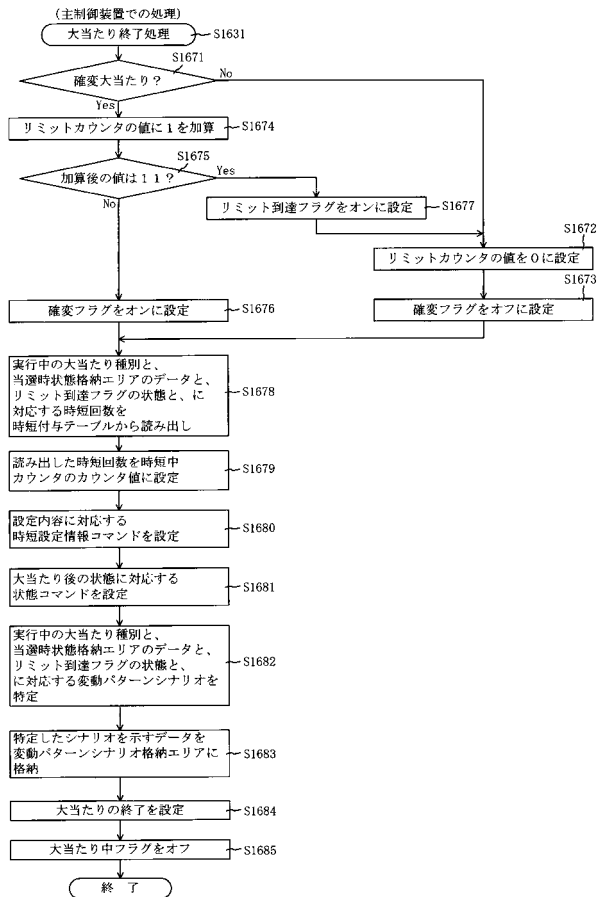 (主制御装置での処理)
大当たり終了処理
S1631
S1671
確変大当たり?
No
Yes
リミットカウンタの値に1を加算
S1674
S1675
加算後の値は11?
Yes
No
リミット到達フラグをオンに設定
S1677
S1672
リミットカウンタの値を0に設定
S1673
確変フラグをオフに設定
確変フラグをオンに設定
S1676
実行中の大当たり種別と、
当選時状態格納エリアのデータと、
リミット到達フラグの状態と、に
対応する時短回数を
時短付与テーブルから読み出し
S1678
読み出した時短回数を時短中
カウンタのカウンタ値に設定
S1679
設定内容に対応する
時短設定情報コマンドを設定
S1680
大当たり後の状態に対応する
状態コマンドを設定
S1681
実行中の大当たり種別と、
当選時状態格納エリアのデータと、
リミット到達フラグの状態と、
に対応する変動パターンシナリオを
特定
S1682
特定したシナリオを示すデータを
変動パターンシナリオ格納エリアに
格納
S1683
大当たりの終了を設定
S1684
大当たり中フラグをオフ
S1685
終 了